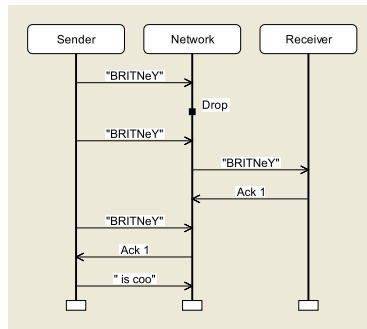 Sender Network Receiver
"BRITNeY"
Drop
"BRITNeY"
"BRITNeY"
Ack 1
"BRITNeY"
Ack 1
" is coo"